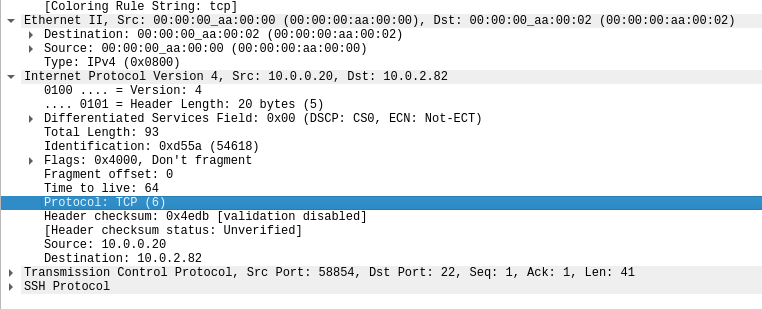 [Coloring Rule String: tcp]
Ethernet II, Src: 00:00:00_aa:00:00 (00:00:00:aa:00:00), Dst: 00:00:00_aa:00:02 (00:00:00:aa:00:02)
Destination: 00:00:00_aa:00:02 (00:00:00:aa:00:02)
Source: 00:00:00_aa:00:00 (00:00:00:aa:00:00)
Type: IPv4 (0x0800)
Internet Protocol Version 4, Src: 10.0.0.20, Dst: 10.0.2.82
0100 .... = Version: 4
.... 0101 = Header Length: 20 bytes (5)
Differentiated Services Field: 0x00 (DSCP: CS0, ECN: Not-ECT)
Total Length: 93
Identification: 0xd55a (54618)
Flags: 0x4000, Don't fragment
Fragment offset: 0
Time to live: 64
Protocol: TCP (6)
Header checksum: 0x4edb [validation disabled]
[Header checksum status: Unverified]
Source: 10.0.0.20
Destination: 10.0.2.82
Transmission Control Protocol, Src Port: 58854, Dst Port: 22, Seq: 1, Ack: 1, Len: 41
SSH Protocol